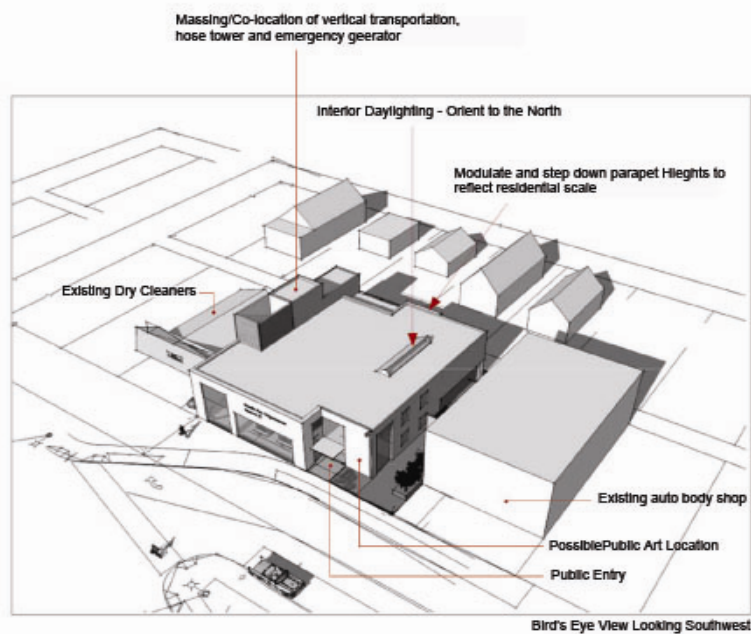 Massing/Co-location of vertical transportation,
hose tower and emergency geerator
Interior Daylighting - Orient to the North
Modulate and step down parapet Hieghts to
reflect residential scale
Existing Dry Cleaners
Existing auto body shop
PossiblePublic Art Location
Public Entry
Bird's Eye View Looking Southwest